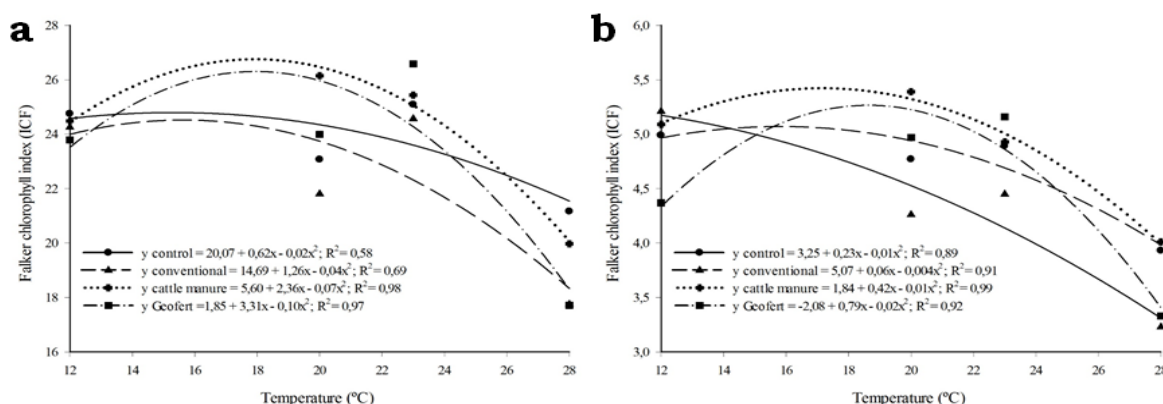 a
Falker chlorophyll index (ICF)
28
26
24
22
20
18
16
y control = 20,07 + 0,62x - 0,02x²; R² = 0,58
y conventional = 14,69 + 1,26x - 0,04x²; R² = 0,69
y cattle manure = 5,60 + 2,36x - 0,07x²; R² = 0,98
y Geofert =1,85 + 3,31x - 0,10x²; R² = 0,97
12 14 16 18 20 22 24 26 28
Temperature (ºC)
b
Falker chlorophyll index (ICF)
6,0
5,5
5,0
4,5
4,0
3,5
3,0
y control = 3,25 + 0,23x - 0,01x²; R² = 0,89
y conventional = 5,07 + 0,06x - 0,004x²; R² = 0,91
y cattle manure = 1,84 + 0,42x - 0,01x²; R² = 0,99
y Geofert = -2,08 + 0,79x - 0,02x²; R² = 0,92
12 14 16 18 20 22 24 26 28
Temperature (ºC)